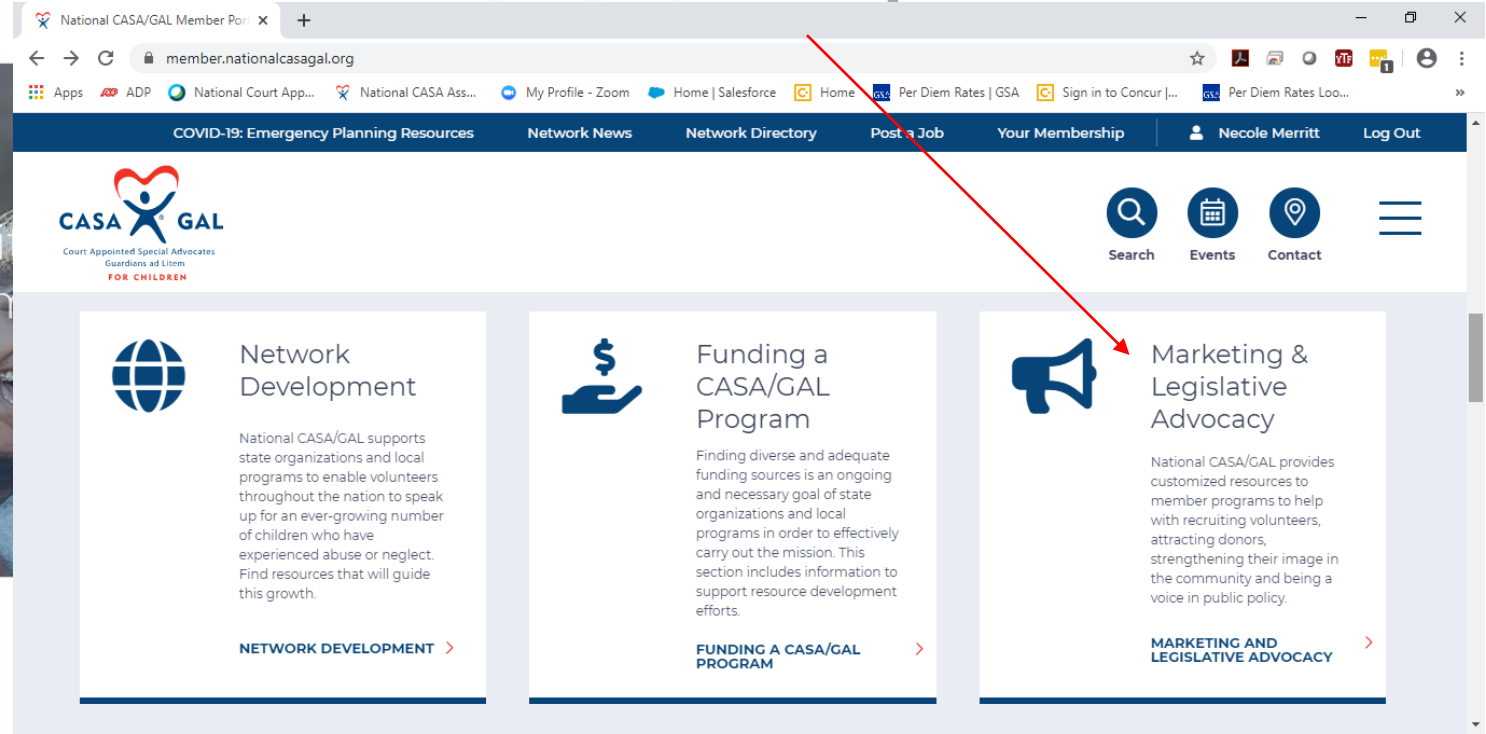 National CASA/GAL Member Por
member.nationalcasagal.org
1
Apps ADP National Court App... National CASA Ass... My Profile - Zoom Home | Salesforce Home Per Diem Rates | GSA Sign in to Concur |... Per Diem Rates Loo... »
COVID-19: Emergency Planning Resources Network News Network Directory Post a Job Your Membership Necole Merritt Log Out
CASA GAL
Court Appointed Special Advocates
Guardians ad Litem
FOR CHILDREN
Search Events Contact
Network
Development
National CASA/GAL supports
state organizations and local
programs to enable volunteers
throughout the nation to speak
up for an ever-growing number
of children who have
experienced abuse or neglect.
Find resources that will guide
this growth.
NETWORK DEVELOPMENT
Funding a
CASA/GAL
Program
Finding diverse and adequate
funding sources is an ongoing
and necessary goal of state
organizations and local
programs in order to effectively
carry out the mission. This
section includes information to
support resource development
efforts.
FUNDING A CASA/GAL
PROGRAM
Marketing &
Legislative
Advocacy
National CASA/GAL provides
customized resources to
member programs to help
with recruiting volunteers,
attracting donors,
strengthening their image in
the community and being a
voice in public policy.
MARKETING AND
LEGISLATIVE ADVOCACY